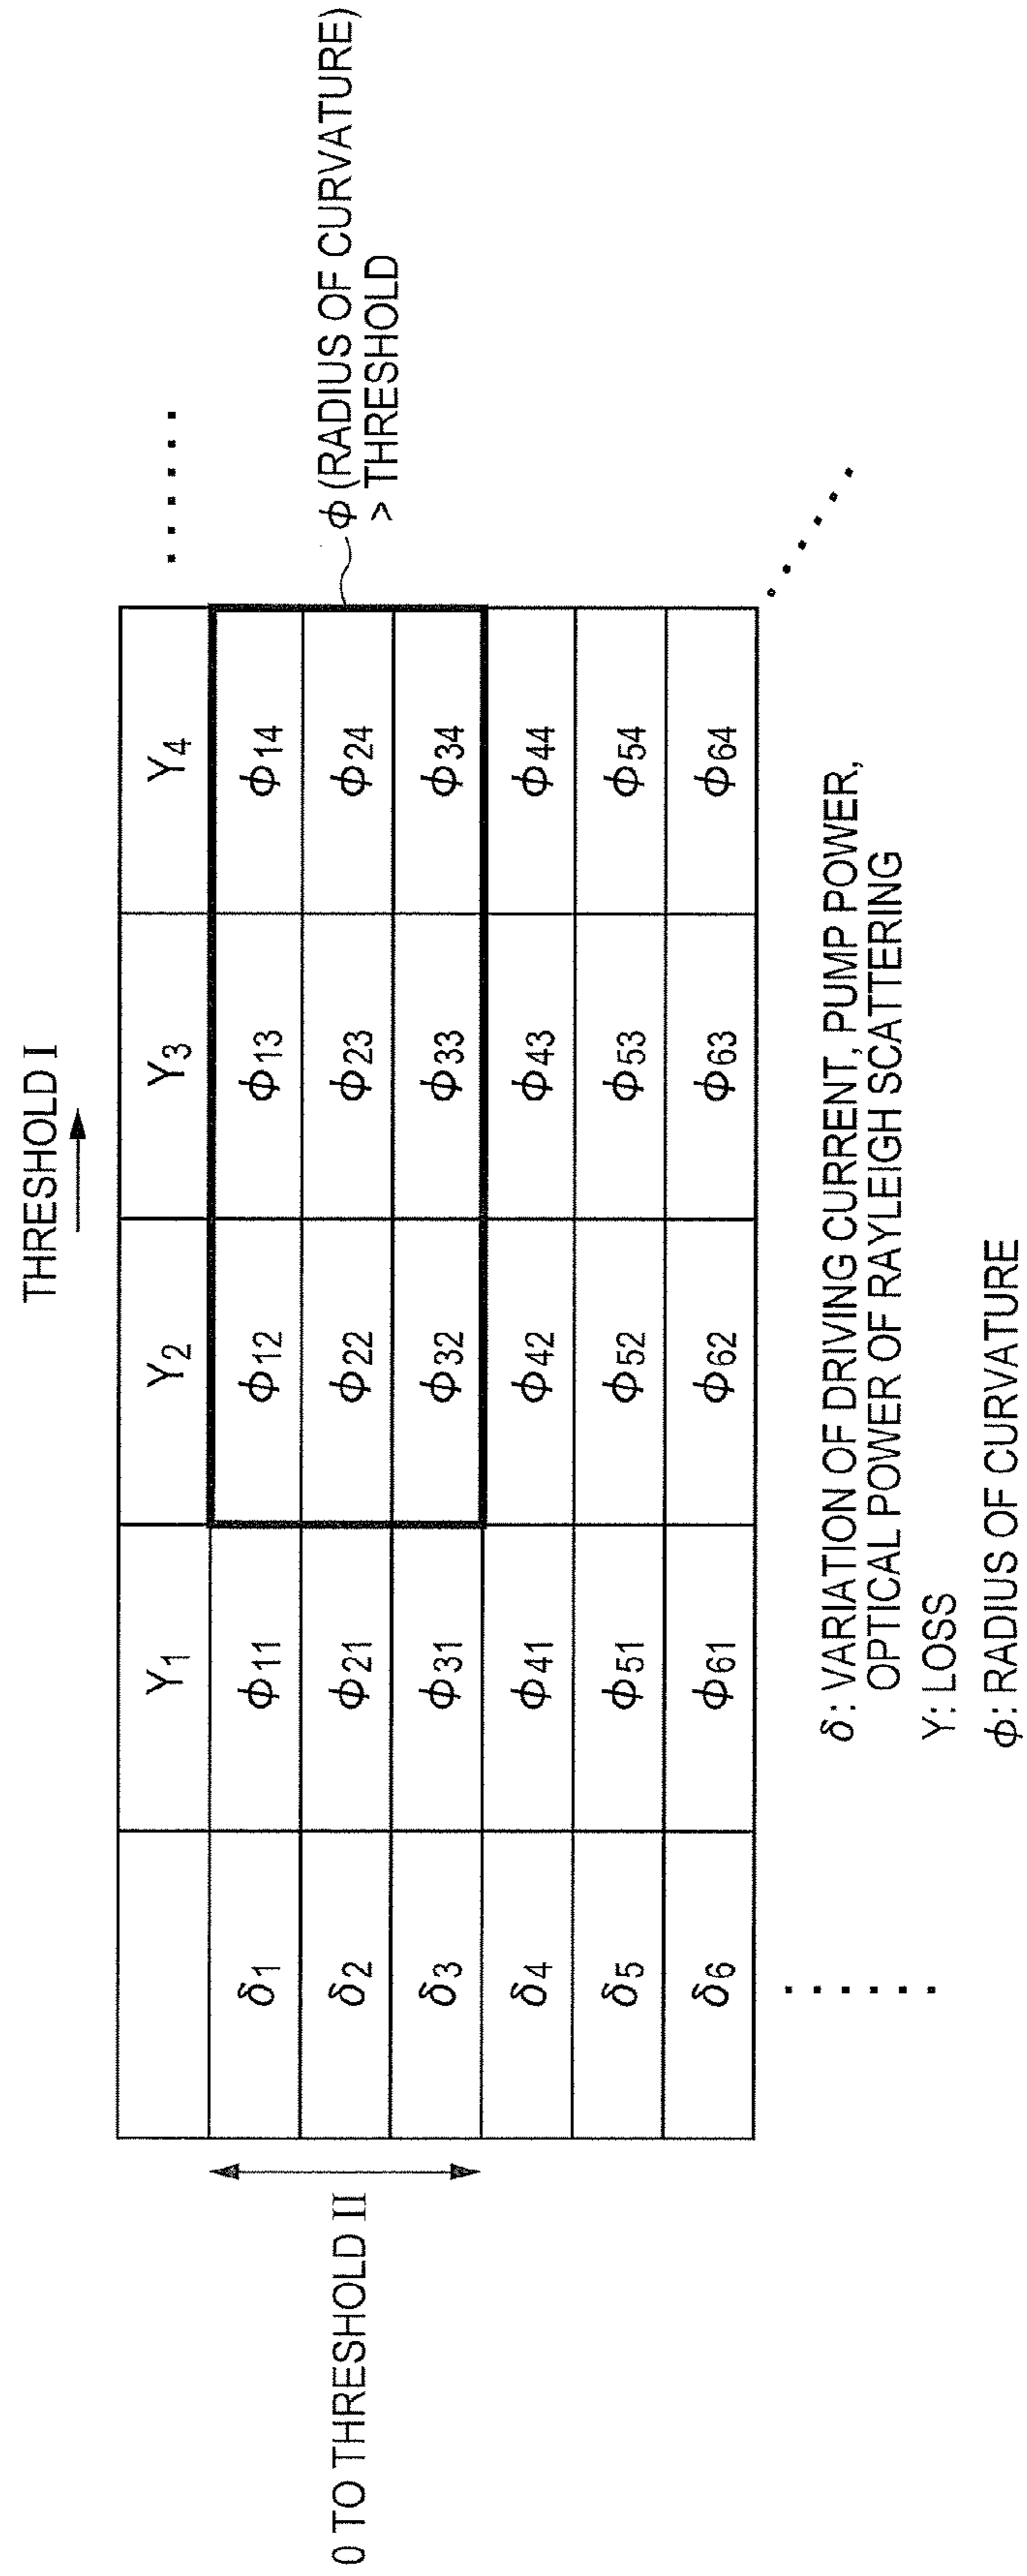 THRESHOLD I
Y1 Y2 Y3 Y4
δ1 ϕ11 ϕ12 ϕ13 ϕ14
δ2 ϕ21 ϕ22 ϕ23 ϕ24
δ3 ϕ31 ϕ32 ϕ33 ϕ34
δ4 ϕ41 ϕ42 ϕ43 ϕ44
δ5 ϕ51 ϕ52 ϕ53 ϕ54
δ6 ϕ61 ϕ62 ϕ63 ϕ64
0 TO THRESHOLD II
ϕ (RADIUS OF CURVATURE)
> THRESHOLD
δ: VARIATION OF DRIVING CURRENT, PUMP POWER,
OPTICAL POWER OF RAYLEIGH SCATTERING
Y: LOSS
ϕ: RADIUS OF CURVATURE